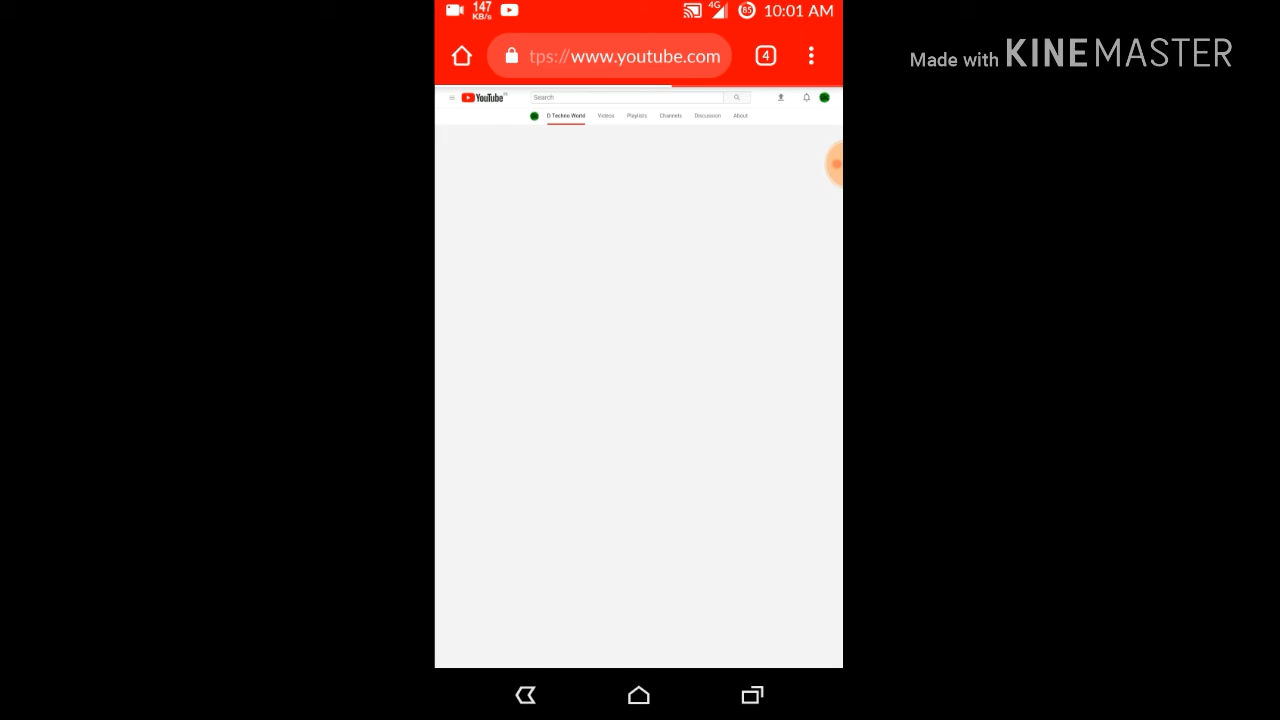 147
KB/s
4G
85
10:01 AM
tps://www.youtube.com
4
Made with KINEMASTER
YouTube
Search
D Techno World Videos Playlists Channels Discussion About